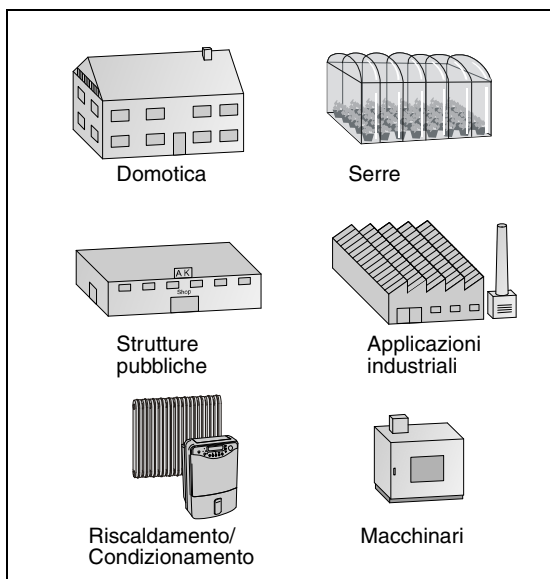 Domotica
Serre
AK
Shop
Strutture
pubbliche
Applicazioni
industriali
Riscaldamento/
Condizionamento
Macchinari